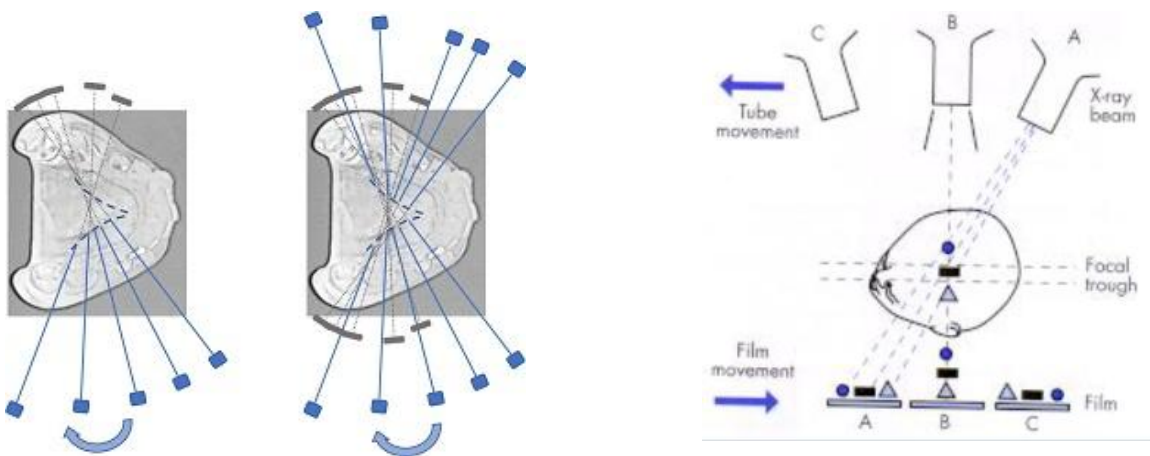 B
C
A
Tube
movement
X-ray
beam
Focal
trough
Film
movement
Film
A
B
C